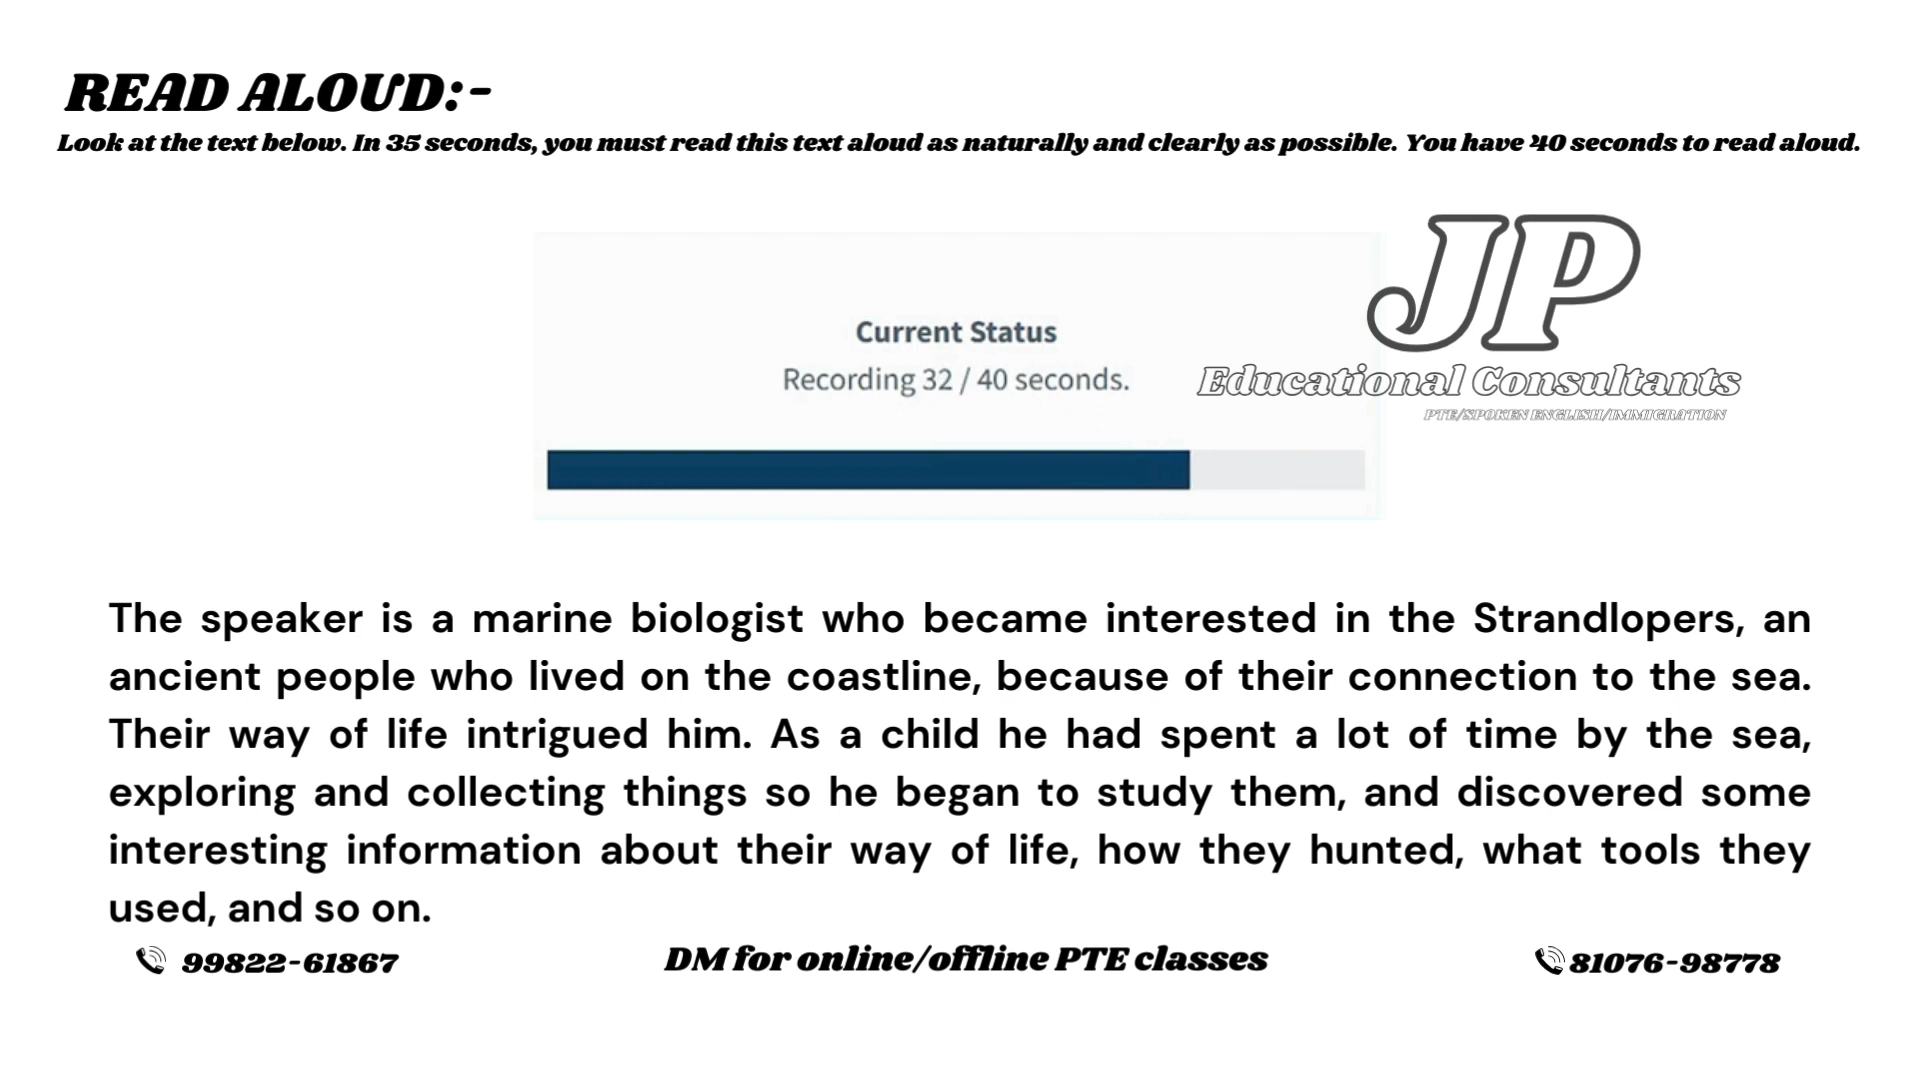 READ ALOUD:-
Look at the text below. In 35 seconds, you must read this text aloud as naturally and clearly as possible. You have 40 seconds to read aloud.
JP
Educational Consultants
PTE/SPOKEN ENGLISH/IMMIGRATION
Current Status
Recording 32 / 40 seconds.
The speaker is a marine biologist who became interested in the Strandlopers, an
ancient people who lived on the coastline, because of their connection to the sea.
Their way of life intrigued him. As a child he had spent a lot of time by the sea,
exploring and collecting things so he began to study them, and discovered some
interesting information about their way of life, how they hunted, what tools they
used, and so on.
99822-61867
DM for online/offline PTE classes
81076-98778